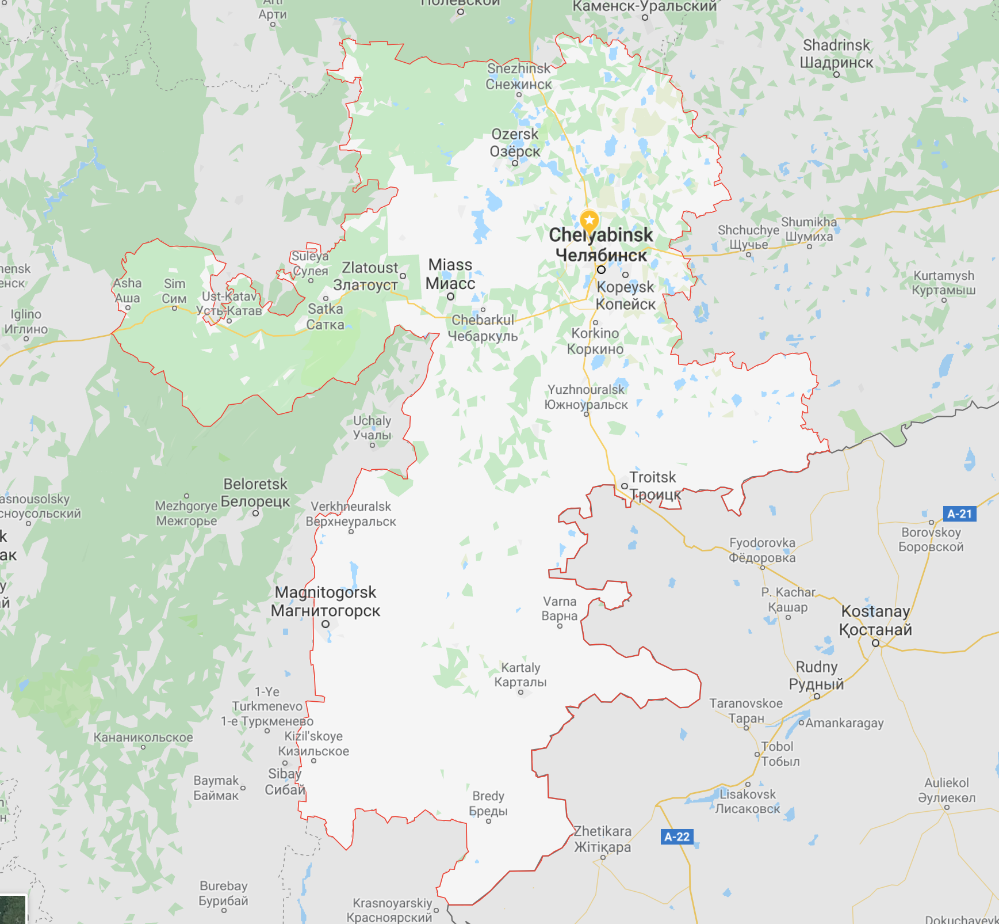 Arti
Арти
Полевской
Каменск-Уральский
Shadrinsk
Шадринск
Snezhinsk
Снежинск
Ozersk
Озёрск
Chelyabinsk
Челябинск
Shumikha
Шумиха
Shchuchye
Щучье
Suleya
Сулея
Zlatoust
Златоуст
Miass
Миасс
Kurtamysh
Куртамыш
Asha
Аша
Sim
Сим
Ust-Katav
Усть-Катав
Kopeysk
Копейск
Satka
Сатка
Iglino
Иглино
Chebarkul
Чебаркуль
Korkino
Коркино
Yuzhnouralsk
Южноуральск
Uchaly
Учалы
Troitsk
Троицк
Beloretsk
Белорецк
Mezhgorye
Межгорье
Verkhneuralsk
Верхнеуральск
A-21
Borovskoy
Боровской
Fyodorovka
Фёдоровка
Magnitogorsk
Магнитогорск
P. Kachar
Қашар
Varna
Варна
Kostanay
Қостанай
Kartaly
Карталы
Rudny
Рудный
1-Ye
Turkmenevo
1-е Туркменево
Taranovskoe
Таран
Amankaragay
Кананикольское
Kizil'skoye
Кизильское
Tobol
Тобыл
Sibay
Сибай
Baymak
Баймак
Bredy
Бреды
Lisakovsk
Лисаковск
Auliekol
Әулиекөл
Zhetikara
Жітіқара
A-22
Burebay
Бурибай
Krasnoyarskiy
Красноярский